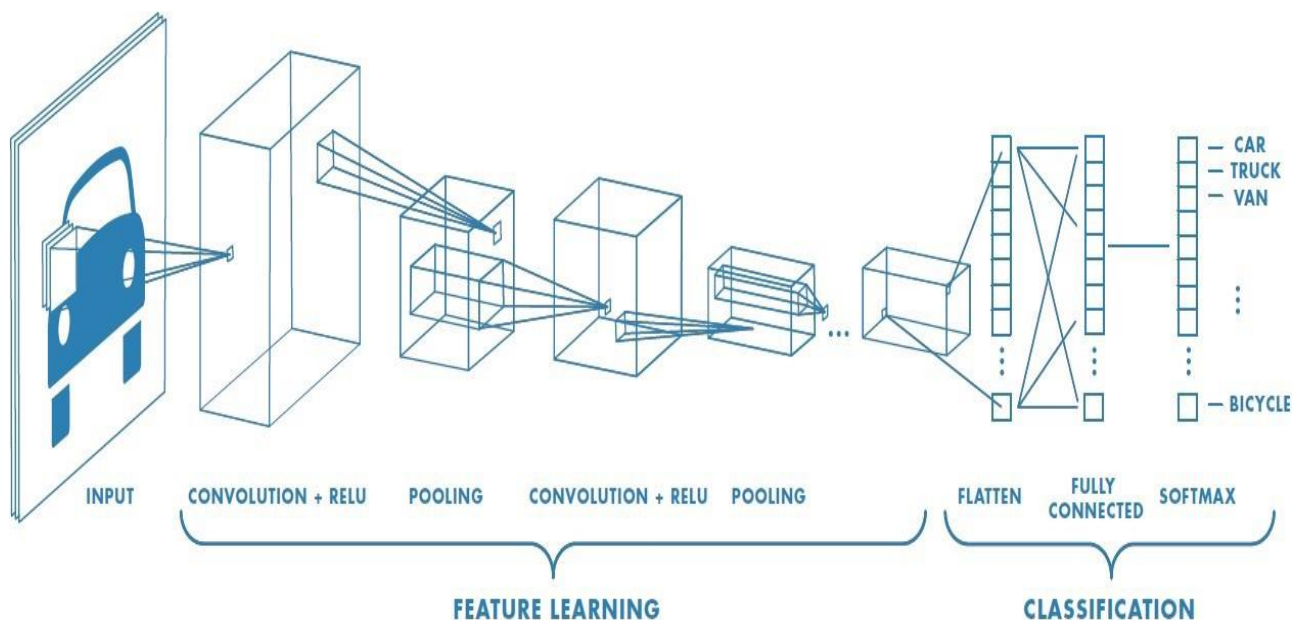 CAR
TRUCK
VAN
BICYCLE
INPUT
CONVOLUTION + RELU
POOLING
CONVOLUTION + RELU
POOLING
FLATTEN
FULLY
CONNECTED
SOFTMAX
FEATURE LEARNING
CLASSIFICATION